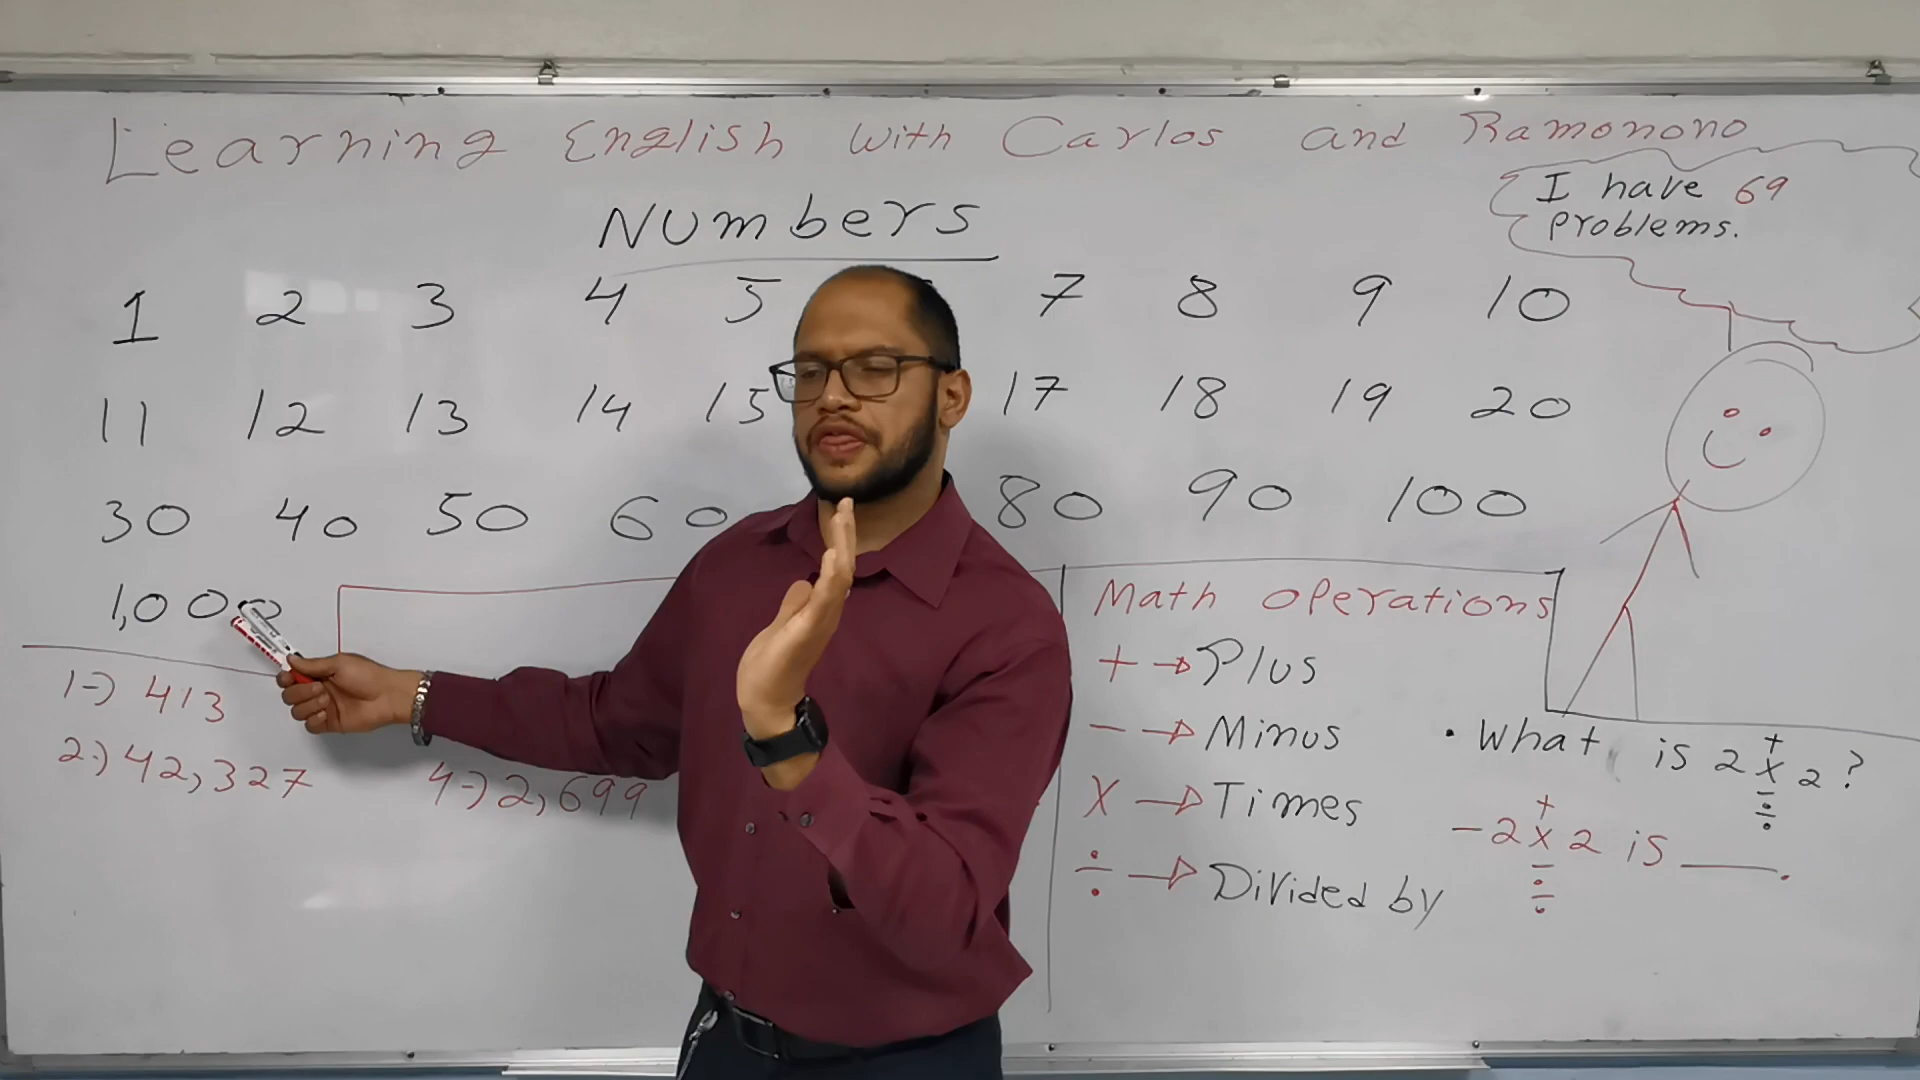 Learning English with Carlos and Ramonono
I have 69
problems.
Numbers
1 2 3 4 5 7 8 9 10
11 12 13 14 15 17 18 19 20
30 40 50 60 80 90 100
1,000
1-) 413
2-) 42,327
4-) 2,699
Math operations
+ → Plus
− → Minus
X → Times
÷ → Divided by
• What is 2 + x − ÷ 2?
− 2 + x − ÷ 2 is ____.